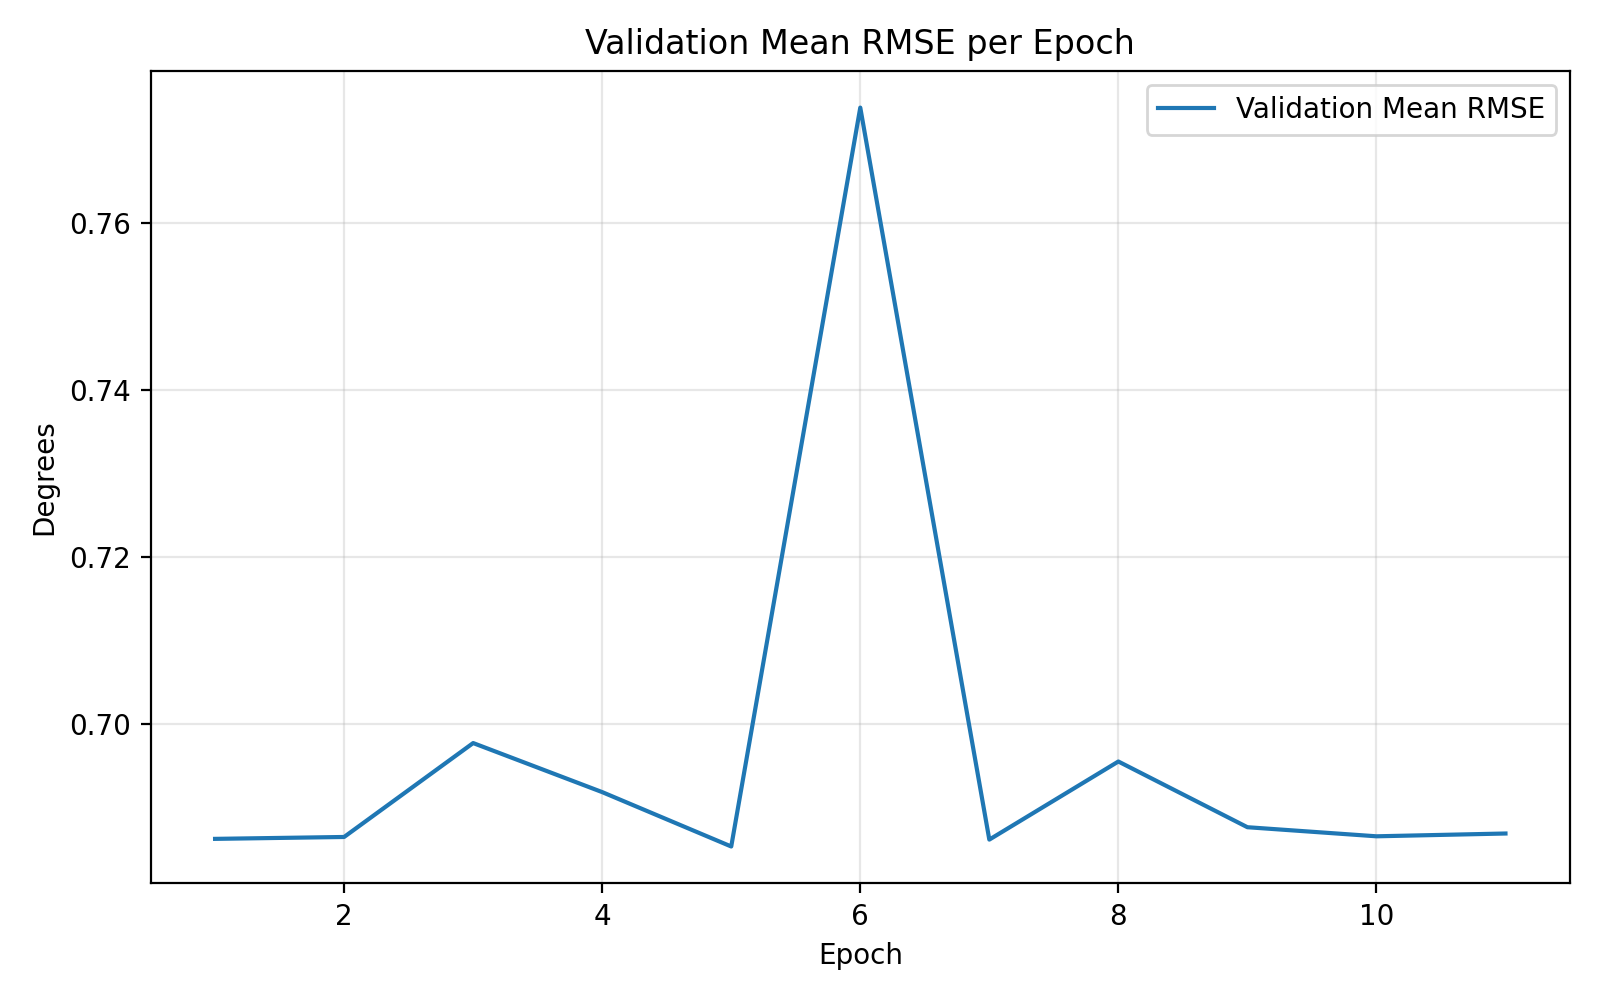 Validation Mean RMSE per Epoch
Validation Mean RMSE
0.76
0.74
0.72
0.70
Degrees
2 4 6 8 10
Epoch